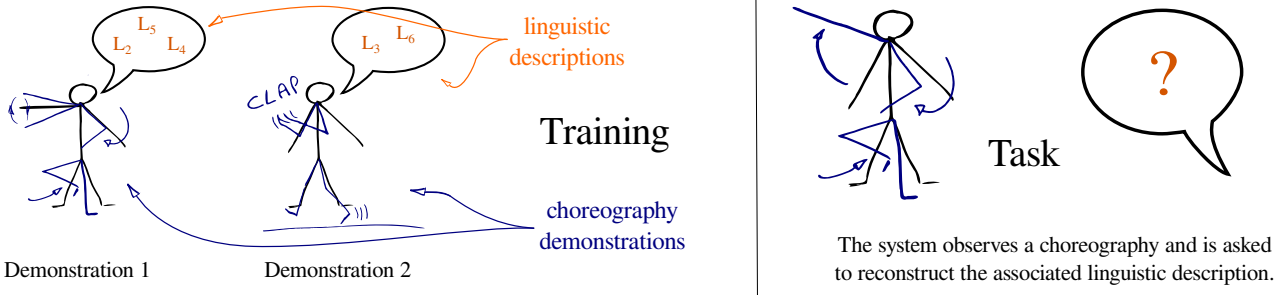 L5
L2
L4
L3
L6
linguistic
descriptions
CLAP
Training
choreography
demonstrations
Demonstration 1
Demonstration 2
?
Task
The system observes a choreography and is asked
to reconstruct the associated linguistic description.